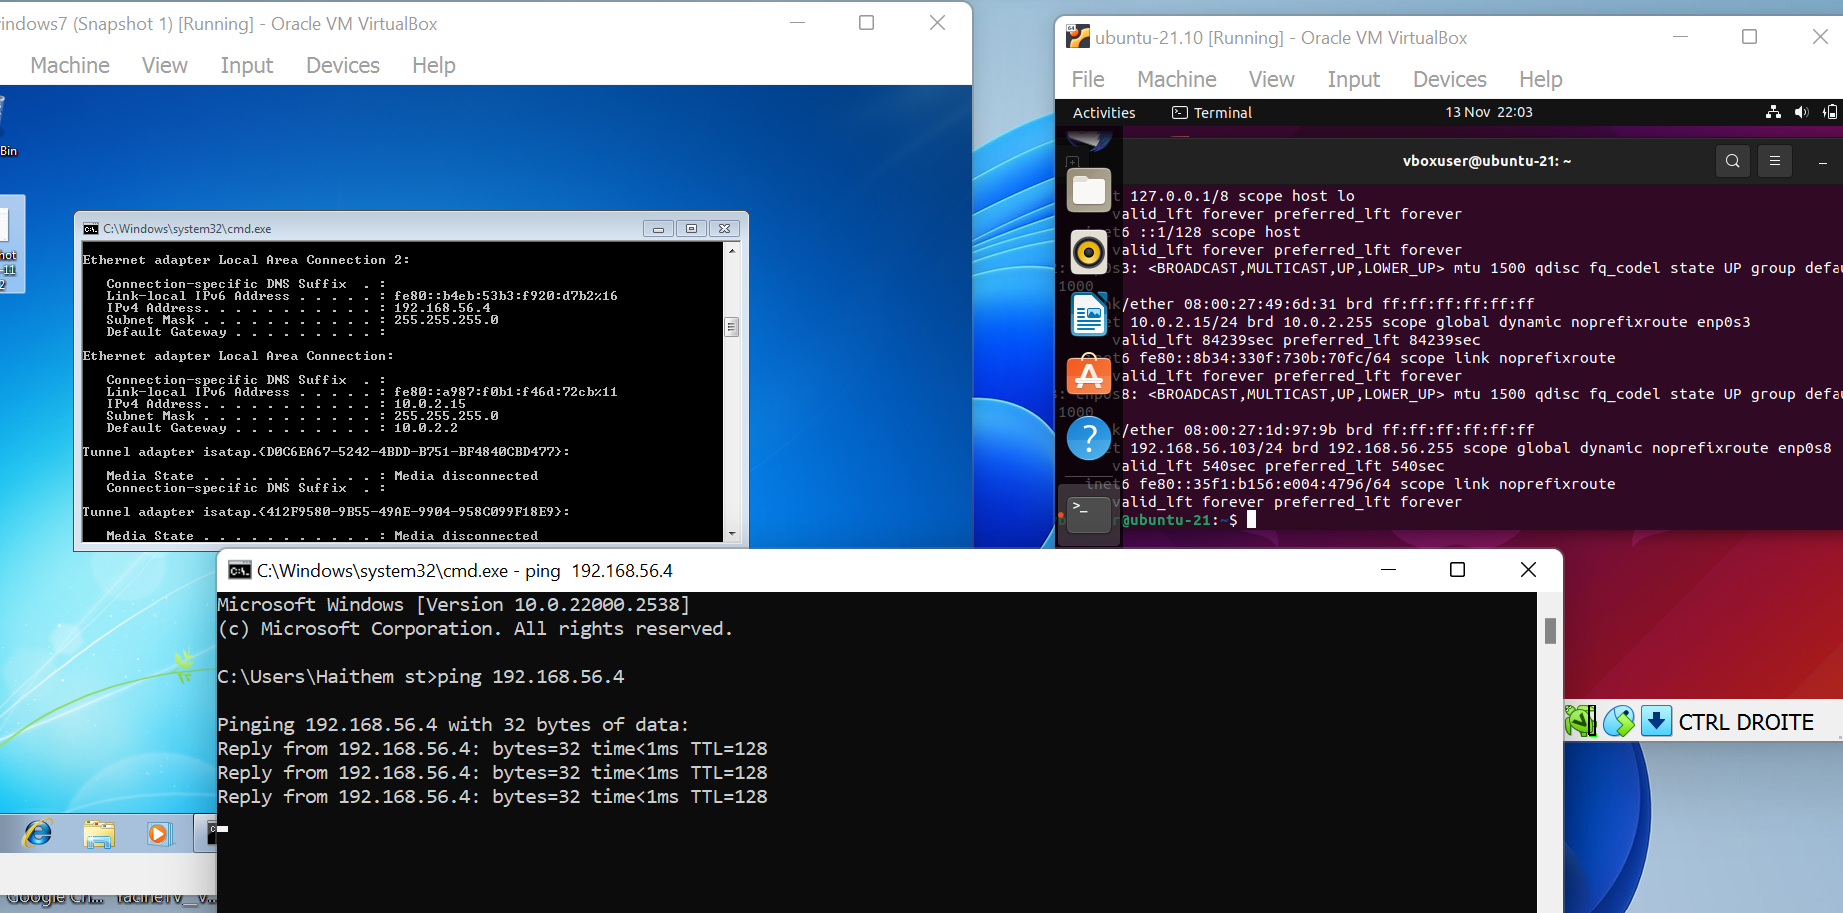 indows7 (Snapshot 1) [Running] - Oracle VM VirtualBox
Machine View Input Devices Help
Bin
C:\Windows\system32\cmd.exe
Ethernet adapter Local Area Connection 2:
Connection-specific DNS Suffix  . :
Link-local IPv6 Address . . . . . : fe80::b4eb:53b3:f920:d7b2%16
IPv4 Address. . . . . . . . . . . : 192.168.56.4
Subnet Mask . . . . . . . . . . . : 255.255.255.0
Default Gateway . . . . . . . . . :
Ethernet adapter Local Area Connection:
Connection-specific DNS Suffix  . :
Link-local IPv6 Address . . . . . : fe80::a987:f0b1:f46d:72cb%11
IPv4 Address. . . . . . . . . . . : 10.0.2.15
Subnet Mask . . . . . . . . . . . : 255.255.255.0
Default Gateway . . . . . . . . . : 10.0.2.2
Tunnel adapter isatap.{D0C6EA67-5242-4BDD-B751-BF4840CBD477}:
Media State . . . . . . . . . . . : Media disconnected
Connection-specific DNS Suffix  . :
Tunnel adapter isatap.{412F9580-9B55-49AE-9904-958C099F18E9}:
Media State . . . . . . . . . . . : Media disconnected
ubuntu-21.10 [Running] - Oracle VM VirtualBox
File Machine View Input Devices Help
Activities Terminal 13 Nov 22:03
vboxuser@ubuntu-21: ~
127.0.0.1/8 scope host lo
valid_lft forever preferred_lft forever
6 ::1/128 scope host
valid_lft forever preferred_lft forever
3: <BROADCAST,MULTICAST,UP,LOWER_UP> mtu 1500 qdisc fq_codel state UP group defau
1000
k/ether 08:00:27:49:6d:31 brd ff:ff:ff:ff:ff:ff
t 10.0.2.15/24 brd 10.0.2.255 scope global dynamic noprefixroute enp0s3
valid_lft 84239sec preferred_lft 84239sec
inet6 fe80::8b34:330f:730b:70fc/64 scope link noprefixroute
valid_lft forever preferred_lft forever
3: enp0s8: <BROADCAST,MULTICAST,UP,LOWER_UP> mtu 1500 qdisc fq_codel state UP group defau
1000
k/ether 08:00:27:1d:97:9b brd ff:ff:ff:ff:ff:ff
et 192.168.56.103/24 brd 192.168.56.255 scope global dynamic noprefixroute enp0s8
valid_lft 540sec preferred_lft 540sec
inet6 fe80::35f1:b156:e004:4796/64 scope link noprefixroute
valid_lft forever preferred_lft forever
r@ubuntu-21:~$
CTRL DROITE
C:\Windows\system32\cmd.exe - ping  192.168.56.4
Microsoft Windows [Version 10.0.22000.2538]
(c) Microsoft Corporation. All rights reserved.
C:\Users\Haithem st>ping 192.168.56.4
Pinging 192.168.56.4 with 32 bytes of data:
Reply from 192.168.56.4: bytes=32 time<1ms TTL=128
Reply from 192.168.56.4: bytes=32 time<1ms TTL=128
Reply from 192.168.56.4: bytes=32 time<1ms TTL=128
Google Ch...